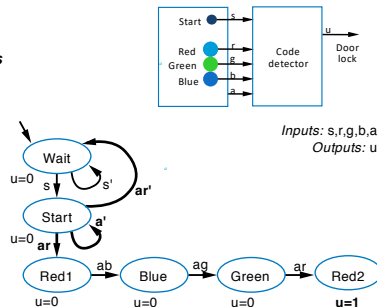 s
Start
s
Red
r
Green
g
Blue
b
a
Code
detector
u
Door
lock
Inputs: s,r,g,b,a
Outputs: u
Wait
u=0
s
s'
ar'
Start
a'
u=0
ar
Red1
ab
Blue
ag
Green
ar
Red2
u=0
u=0
u=0
u=1